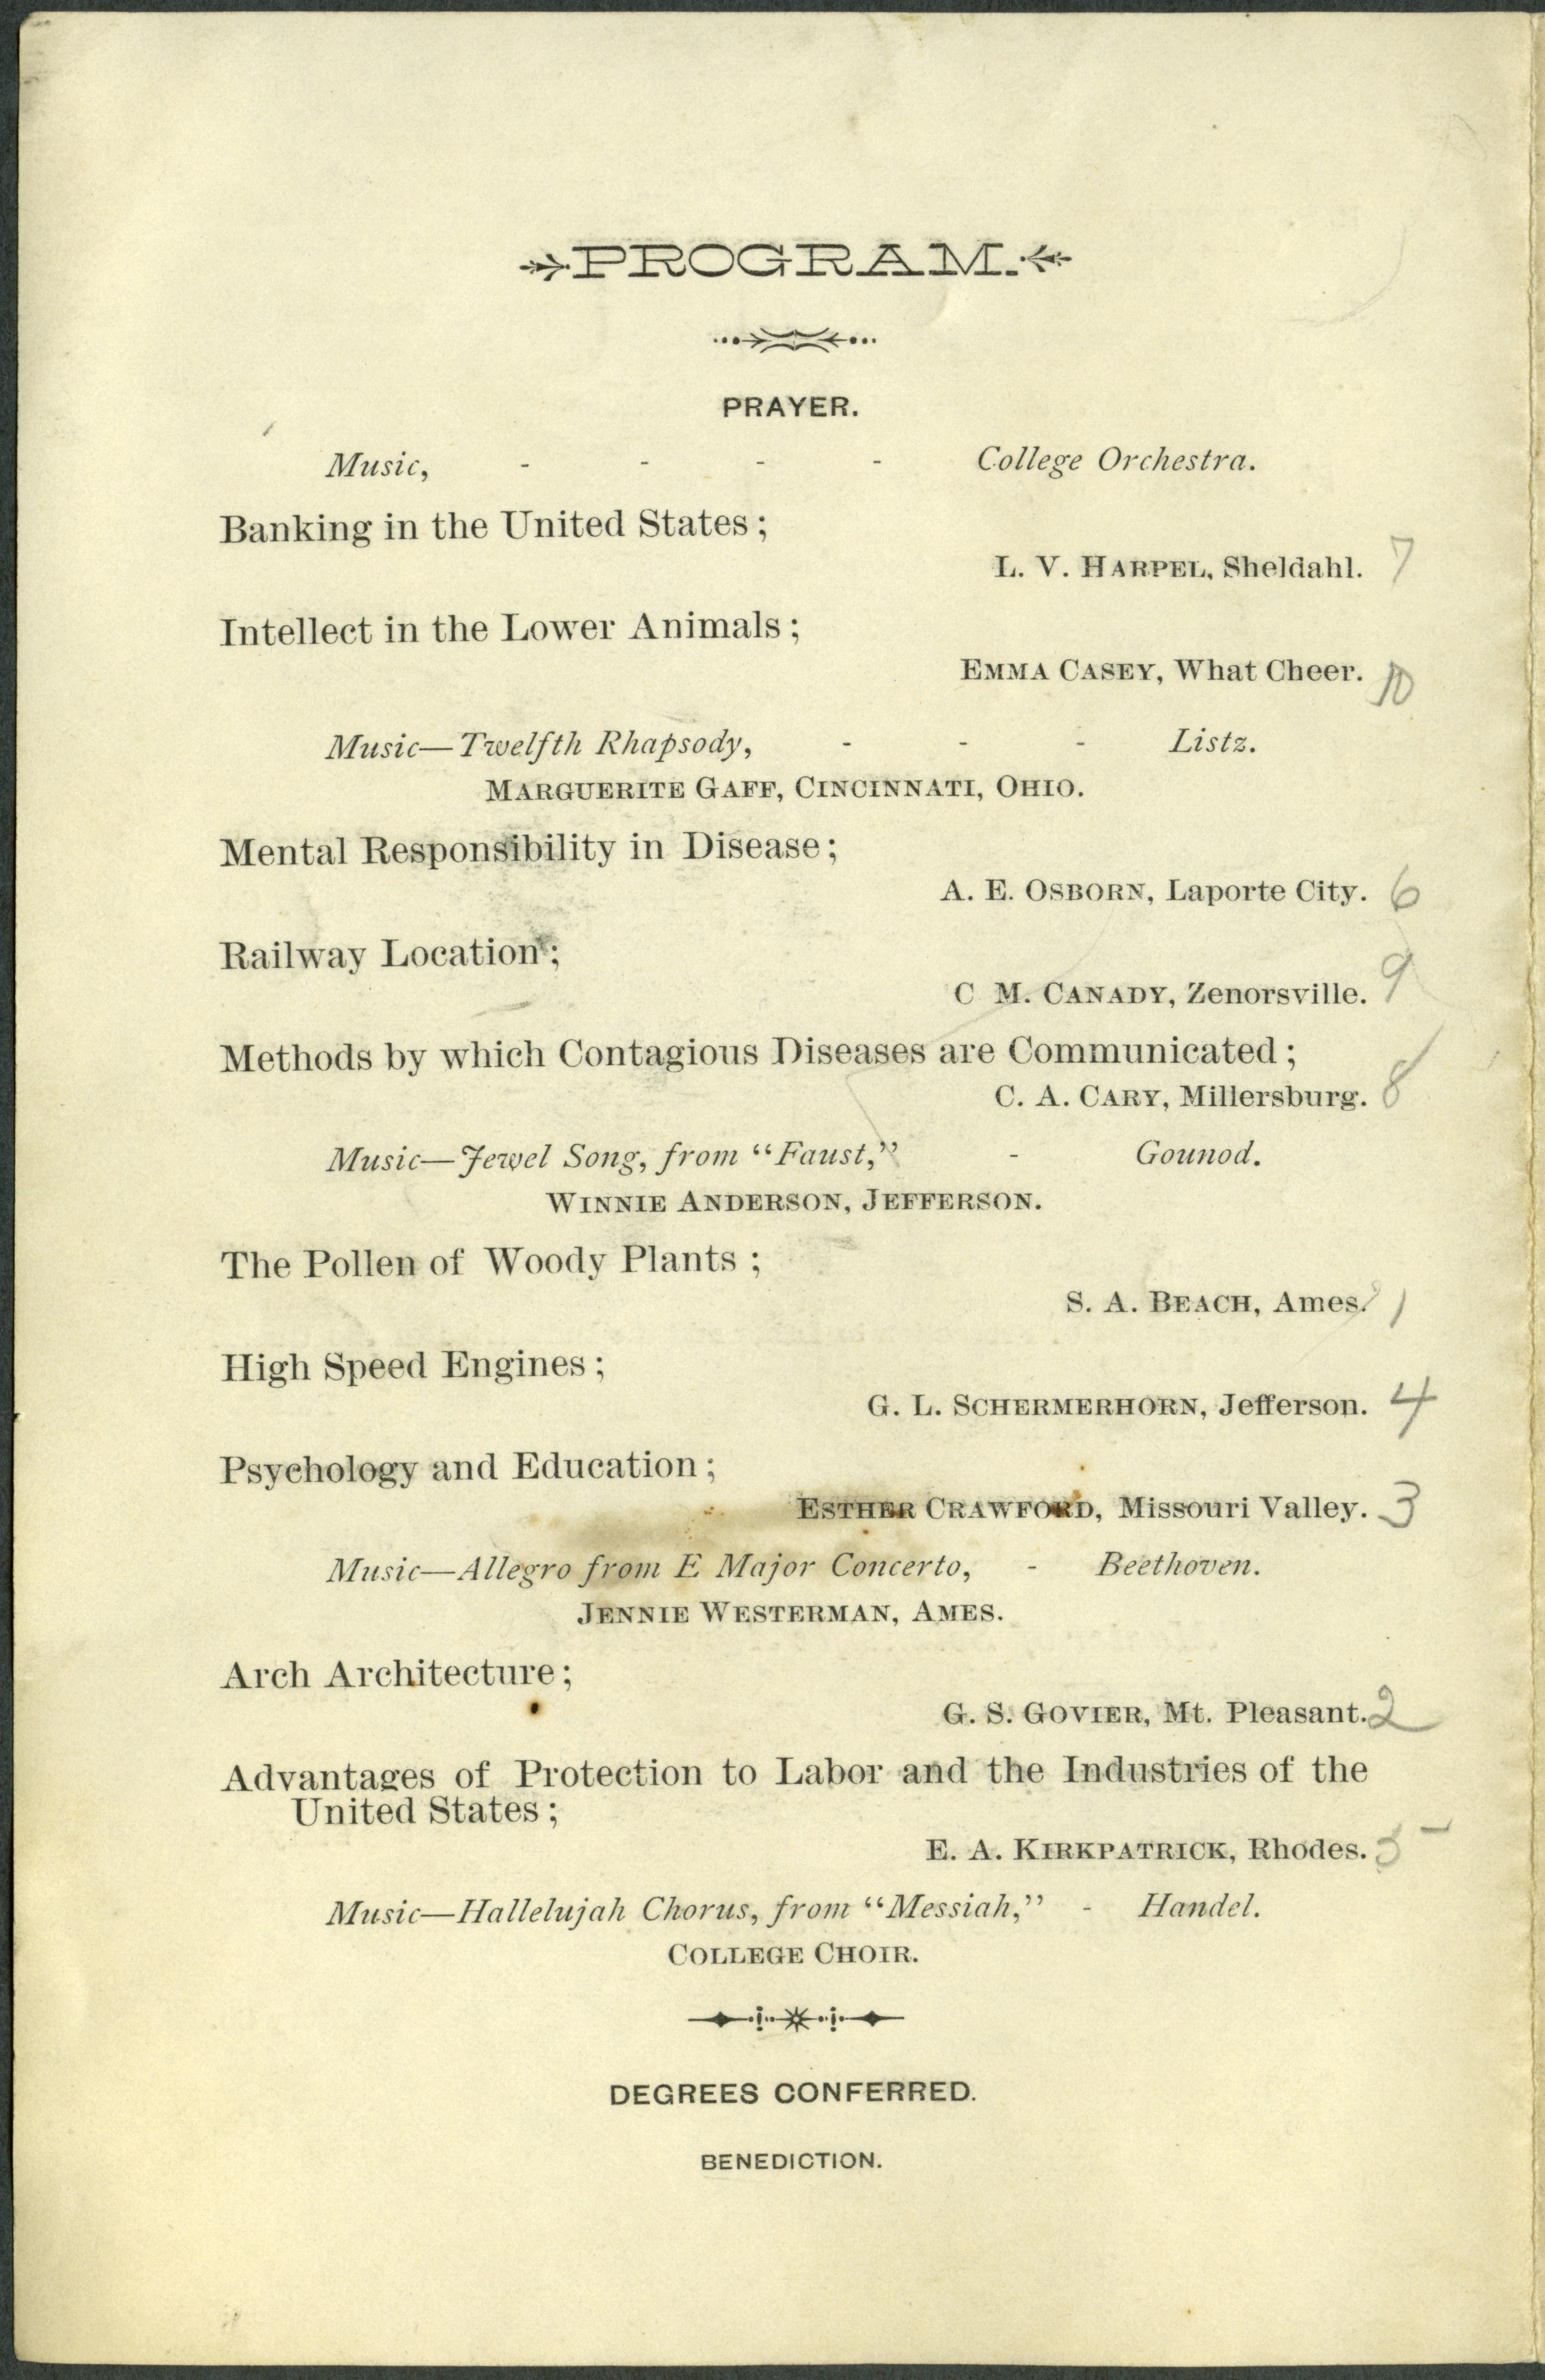 PROGRAM.
PRAYER.
Music, - - - - College Orchestra.
Banking in the United States;
L. V. HARPEL, Sheldahl. 7
Intellect in the Lower Animals;
EMMA CASEY, What Cheer. 10
Music—Twelfth Rhapsody, - - - Listz.
MARGUERITE GAFF, CINCINNATI, OHIO.
Mental Responsibility in Disease;
A. E. OSBORN, Laporte City. 6
Railway Location;
C M. CANADY, Zenorsville. 9
Methods by which Contagious Diseases are Communicated;
C. A. CARY, Millersburg. 8
Music—Jewel Song, from "Faust," - Gounod.
WINNIE ANDERSON, JEFFERSON.
The Pollen of Woody Plants;
S. A. BEACH, Ames. 1
High Speed Engines;
G. L. SCHERMERHORN, Jefferson. 4
Psychology and Education;
ESTHER CRAWFORD, Missouri Valley. 3
Music—Allegro from E Major Concerto, - Beethoven.
JENNIE WESTERMAN, AMES.
Arch Architecture;
G. S. GOVIER, Mt. Pleasant. 2
Advantages of Protection to Labor and the Industries of the
United States;
E. A. KIRKPATRICK, Rhodes. 5
Music—Hallelujah Chorus, from "Messiah," - Handel.
COLLEGE CHOIR.
DEGREES CONFERRED.
BENEDICTION.